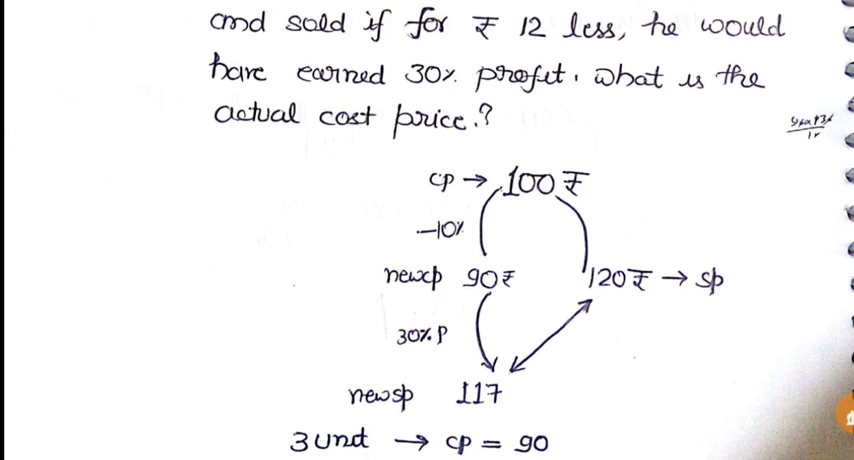 and sold if for ₹ 12 less, he would
have earned 30% profit. What is the
actual cost price.?
cp → 100 ₹
-10%
newcp 90₹ 120₹ → sp
30% P
newsp 117
3 unit → cp = 90